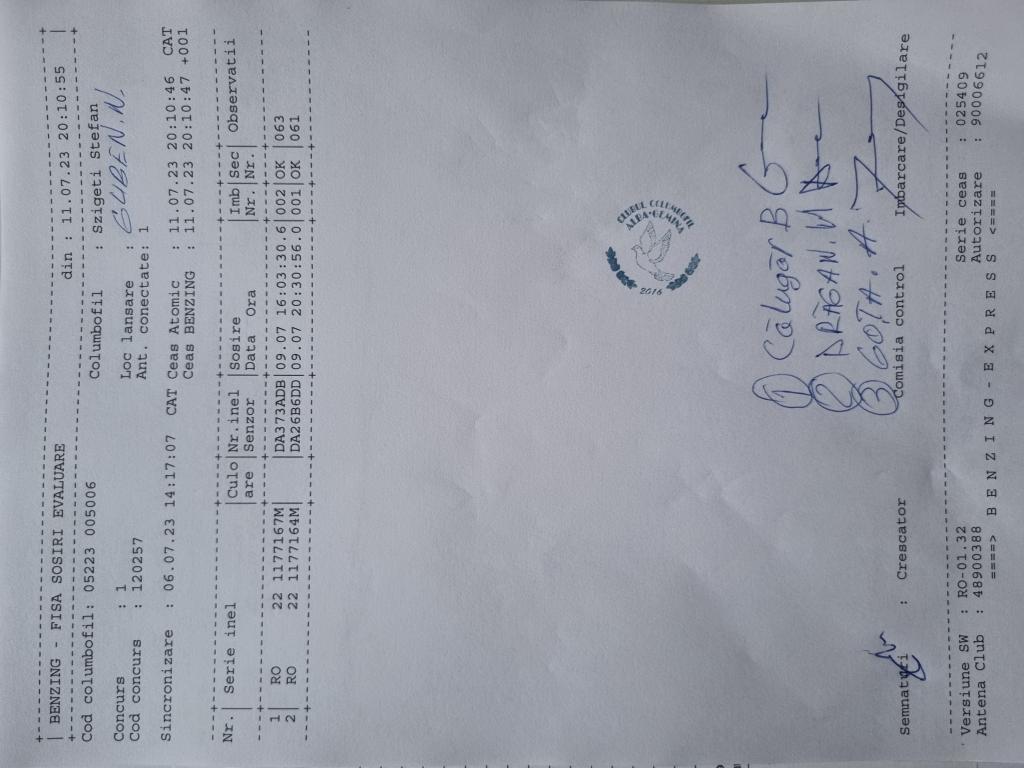 BENZING - FISA SOSIRI EVALUARE din : 11.07.23 20:10:55
Cod columbofil: 05223 005006 Columbofil : Szigeti Stefan
Concurs : 1 Loc lansare : GUBEN.N.
Cod concurs : 120257 Ant. conectate: 1
Sincronizare : 06.07.23 14:17:07 CAT Ceas Atomic : 11.07.23 20:10:46 CAT
Ceas BENZING : 11.07.23 20:10:47 +001
Nr.| Serie inel |Culo|Nr.inel |Sosire |Imb|Sec| Observatii
|are |Senzor |Data Ora |Nr.|Nr.|
1| RO 22 1177167M| |DA373ADB|09.07 16:03:30.6|002|OK |063
2| RO 22 1177164M| |DA26B6DD|09.07 20:30:56.0|001|OK |061
CLUBUL COLUMBOFIL
ALBA-GEMINA
2016
1 Călugăr B
2 DRĂGAN.VI
3 GOȚA.A.
Semnaturi : Crescator Comisia control Imbarcare/Desigilare
Versiune SW : RO-01.32 Serie ceas : 025409
Antena Club : 48900388 Autorizare : 90006612
====> B E N Z I N G - E X P R E S S <====